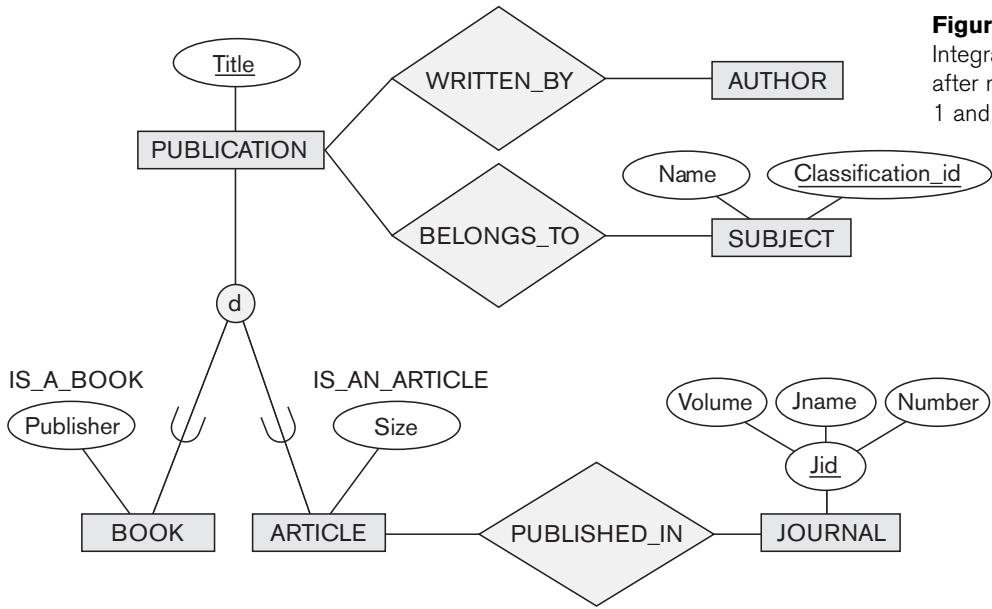 Figur
Integra
after r
1 and
Title
WRITTEN_BY
AUTHOR
PUBLICATION
Name
Classification_id
BELONGS_TO
SUBJECT
d
IS_A_BOOK
IS_AN_ARTICLE
Publisher
Size
Volume
Jname
Number
Jid
BOOK
ARTICLE
PUBLISHED_IN
JOURNAL